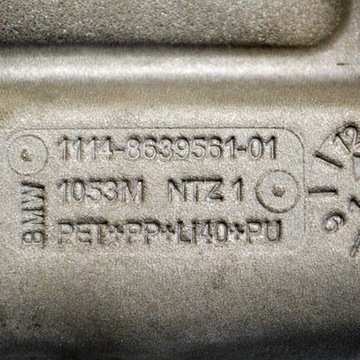 1114-8639561-01
1053M NTZ 1
PET+PP+LI40+PU
BMW